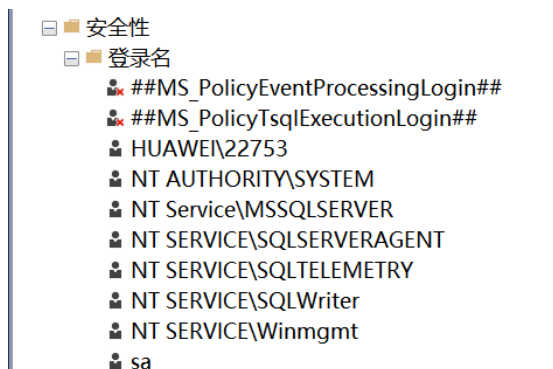 安全性
登录名
##MS_PolicyEventProcessingLogin##
##MS_PolicyTsqlExecutionLogin##
HUAWEI\22753
NT AUTHORITY\SYSTEM
NT Service\MSSQLSERVER
NT SERVICE\SQLSERVERAGENT
NT SERVICE\SQLTELEMETRY
NT SERVICE\SQLWriter
NT SERVICE\Winmgmt
sa